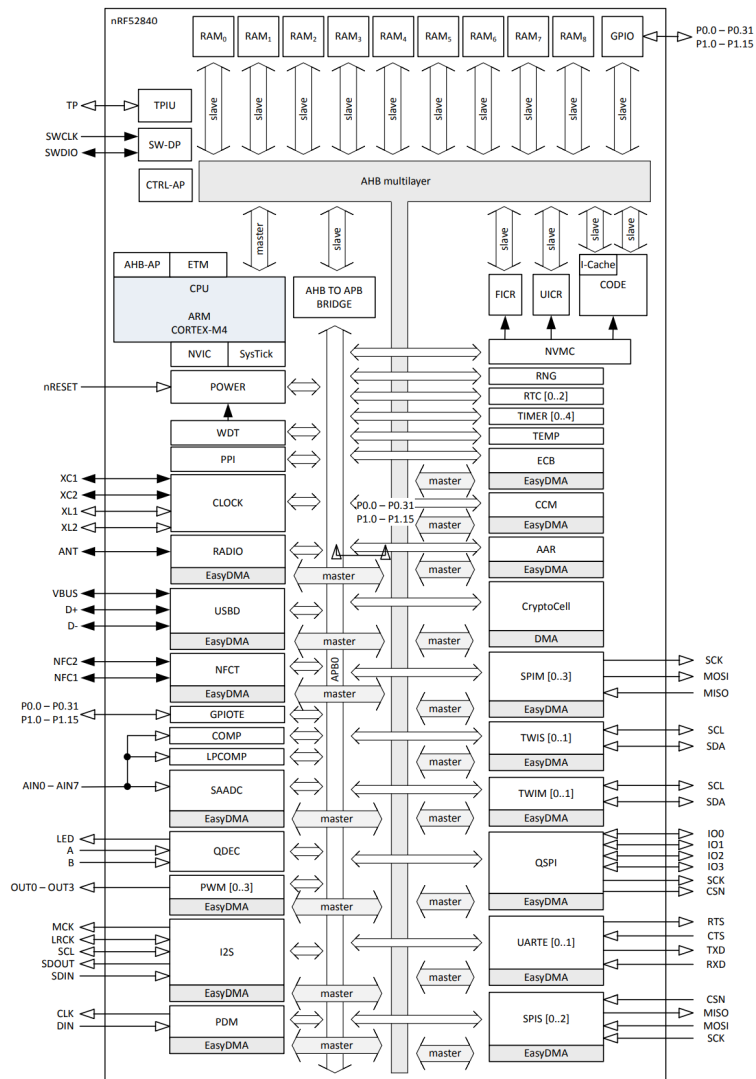 nRF52840
RAM0 RAM1 RAM2 RAM3 RAM4 RAM5 RAM6 RAM7 RAM8 GPIO
P0.0 – P0.31
P1.0 – P1.15
slave slave slave slave slave slave slave slave slave slave
TP TPIU
SWCLK
SWDIO
SW-DP
CTRL-AP
AHB multilayer
master slave slave slave slave slave
AHB-AP ETM
CPU
ARM
CORTEX-M4
NVIC SysTick
AHB TO APB
BRIDGE
FICR UICR
I-Cache
CODE
NVMC
nRESET POWER
WDT
PPI
XC1
XC2
XL1
XL2
CLOCK
ANT RADIO
EasyDMA master
VBUS
D+
D-
USBD
EasyDMA master
NFC2
NFC1
NFCT
EasyDMA master
P0.0 – P0.31
P1.0 – P1.15
GPIOTE
COMP
LPCOMP
AIN0 – AIN7 SAADC
EasyDMA master
LED
A
B
QDEC
OUT0 – OUT3 PWM [0..3]
EasyDMA master
MCK
LRCK
SCL
SDOUT
SDIN
I2S
EasyDMA master
CLK
DIN
PDM
EasyDMA master
APB0
P0.0 – P0.31
P1.0 – P1.15
RNG
RTC [0..2]
TIMER [0..4]
TEMP
ECB
master EasyDMA
CCM
master EasyDMA
AAR
master EasyDMA
CryptoCell
master DMA
SPIM [0..3]
SCK
MOSI
MISO
master EasyDMA
TWIS [0..1]
SCL
SDA
master EasyDMA
TWIM [0..1]
SCL
SDA
master EasyDMA
QSPI
IO0
IO1
IO2
IO3
SCK
CSN
master EasyDMA
UARTE [0..1]
RTS
CTS
TXD
RXD
master EasyDMA
SPIS [0..2]
CSN
MISO
MOSI
SCK
master EasyDMA